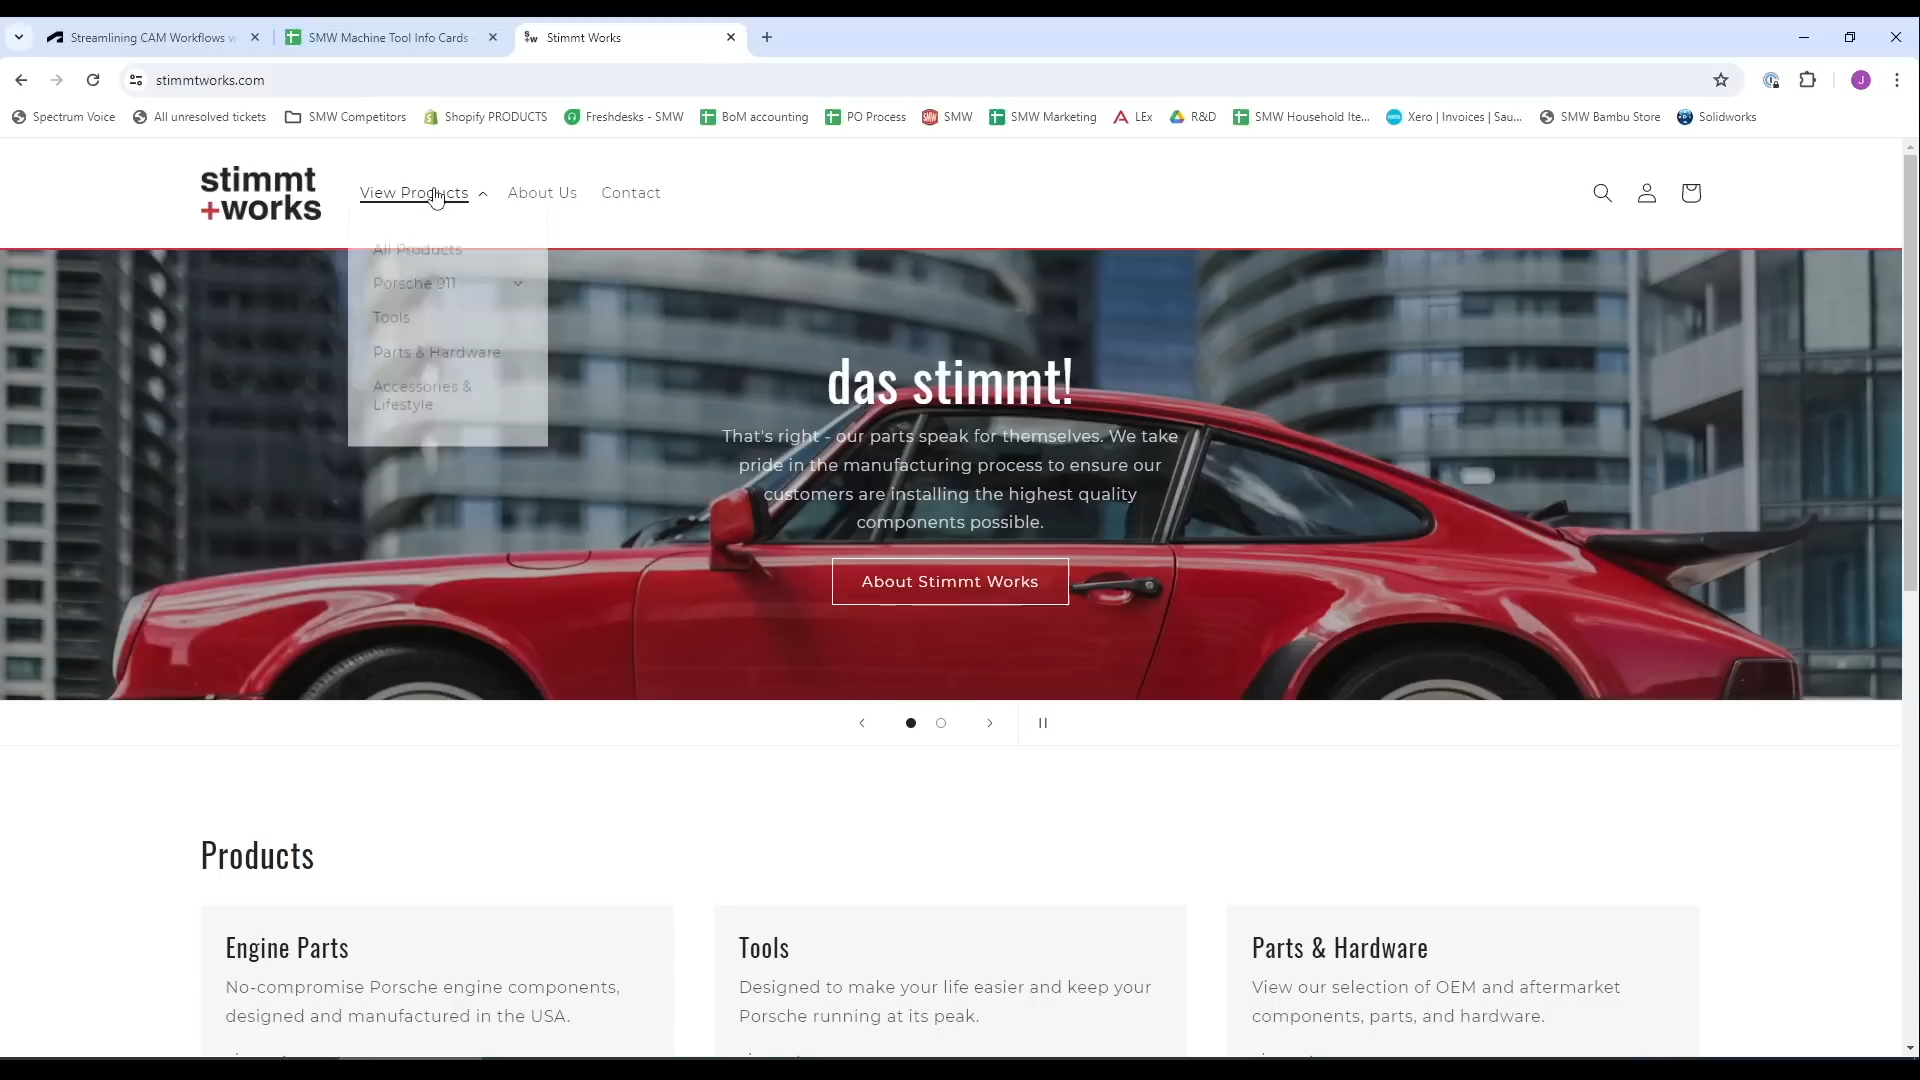 Streamlining CAM Workflows w
SMW Machine Tool Info Cards -
Stimmt Works
stimmtworks.com
J
Spectrum Voice
All unresolved tickets
SMW Competitors
Shopify PRODUCTS
Freshdesks - SMW
BoM accounting
PO Process
SMW
SMW Marketing
LEx
R&D
SMW Household Ite...
Xero | Invoices | Sau...
SMW Bambu Store
Solidworks
stimmt
+works
View Products
About Us
Contact
All Products
Porsche 911
Tools
Parts & Hardware
Accessories &
Lifestyle
das stimmt!
That's right - our parts speak for themselves. We take
pride in the manufacturing process to ensure our
customers are installing the highest quality
components possible.
About Stimmt Works
Products
Engine Parts
No-compromise Porsche engine components,
designed and manufactured in the USA.
Tools
Designed to make your life easier and keep your
Porsche running at its peak.
Parts & Hardware
View our selection of OEM and aftermarket
components, parts, and hardware.